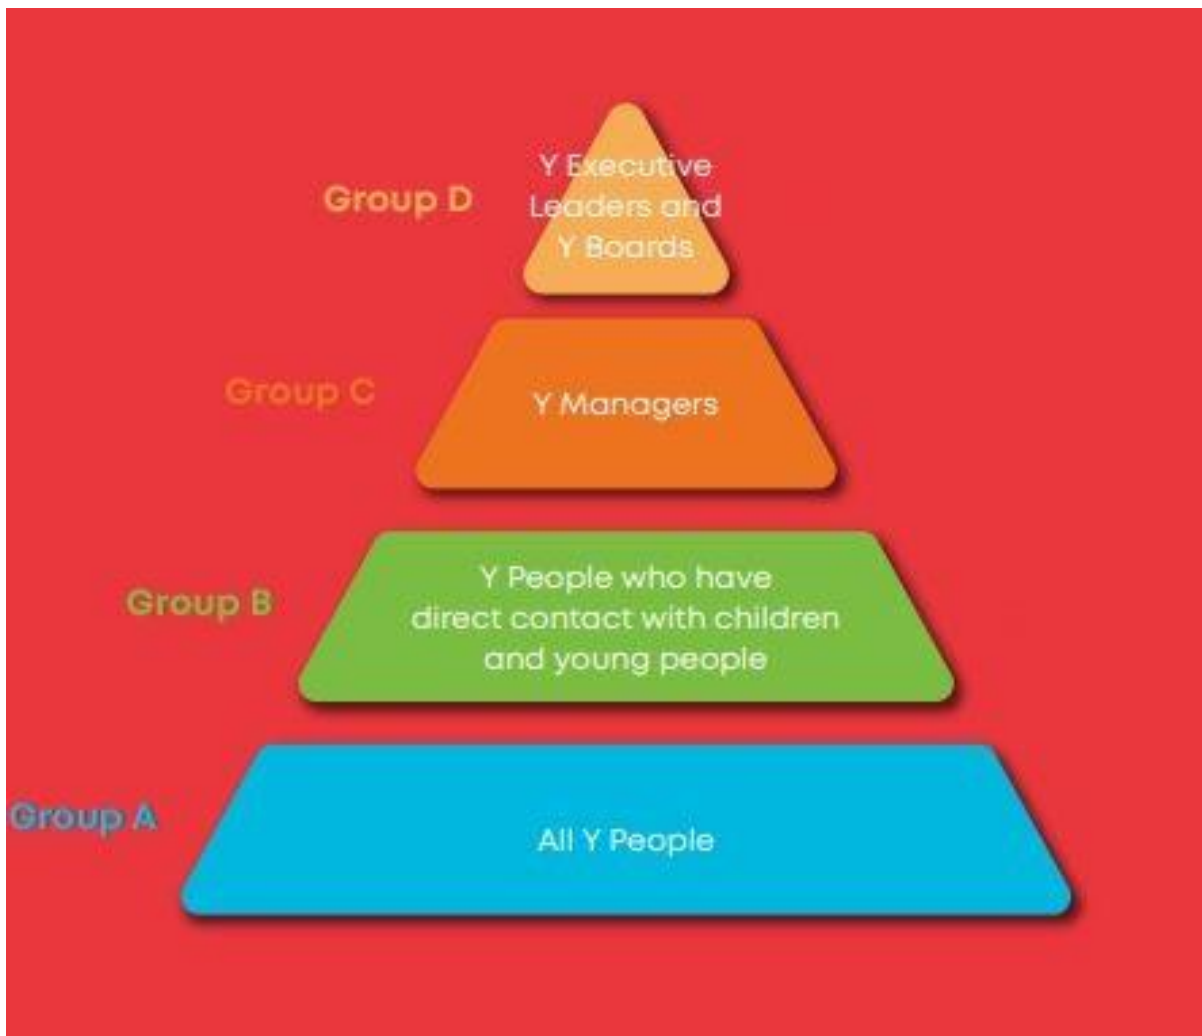 Group D
Y Executive
Leaders and
Y Boards
Group C
Y Managers
Group B
Y People who have
direct contact with children
and young people
Group A
All Y People